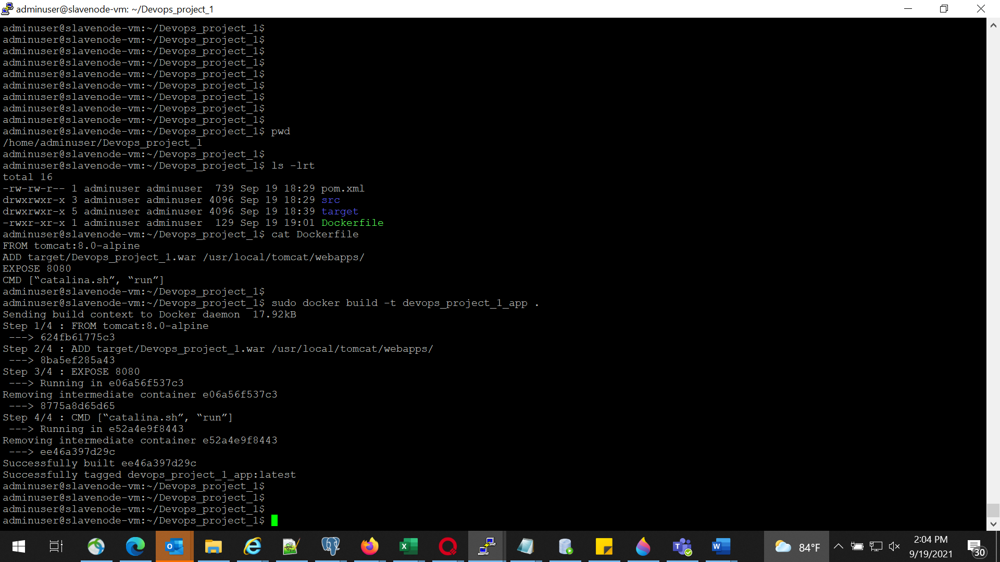 adminuser@slavenode-vm: ~/Devops_project_1
adminuser@slavenode-vm:~/Devops_project_1$
adminuser@slavenode-vm:~/Devops_project_1$
adminuser@slavenode-vm:~/Devops_project_1$
adminuser@slavenode-vm:~/Devops_project_1$
adminuser@slavenode-vm:~/Devops_project_1$
adminuser@slavenode-vm:~/Devops_project_1$
adminuser@slavenode-vm:~/Devops_project_1$
adminuser@slavenode-vm:~/Devops_project_1$
adminuser@slavenode-vm:~/Devops_project_1$
adminuser@slavenode-vm:~/Devops_project_1$ pwd
/home/adminuser/Devops_project_1
adminuser@slavenode-vm:~/Devops_project_1$
adminuser@slavenode-vm:~/Devops_project_1$ ls -lrt
total 16
-rw-rw-r-- 1 adminuser adminuser  739 Sep 19 18:29 pom.xml
drwxrwxr-x 3 adminuser adminuser 4096 Sep 19 18:29 src
drwxrwxr-x 5 adminuser adminuser 4096 Sep 19 18:39 target
-rwxr-xr-x 1 adminuser adminuser  129 Sep 19 19:01 Dockerfile
adminuser@slavenode-vm:~/Devops_project_1$ cat Dockerfile
FROM tomcat:8.0-alpine
ADD target/Devops_project_1.war /usr/local/tomcat/webapps/
EXPOSE 8080
CMD [“catalina.sh”, “run”]
adminuser@slavenode-vm:~/Devops_project_1$
adminuser@slavenode-vm:~/Devops_project_1$ sudo docker build -t devops_project_1_app .
Sending build context to Docker daemon  17.92kB
Step 1/4 : FROM tomcat:8.0-alpine
 ---> 624fb61775c3
Step 2/4 : ADD target/Devops_project_1.war /usr/local/tomcat/webapps/
 ---> 8ba5ef285a43
Step 3/4 : EXPOSE 8080
 ---> Running in e06a56f537c3
Removing intermediate container e06a56f537c3
 ---> 8775a8d65d65
Step 4/4 : CMD [“catalina.sh”, “run”]
 ---> Running in e52a4e9f8443
Removing intermediate container e52a4e9f8443
 ---> ee46a397d29c
Successfully built ee46a397d29c
Successfully tagged devops_project_1_app:latest
adminuser@slavenode-vm:~/Devops_project_1$
adminuser@slavenode-vm:~/Devops_project_1$
adminuser@slavenode-vm:~/Devops_project_1$
adminuser@slavenode-vm:~/Devops_project_1$
84°F
2:04 PM
9/19/2021
30